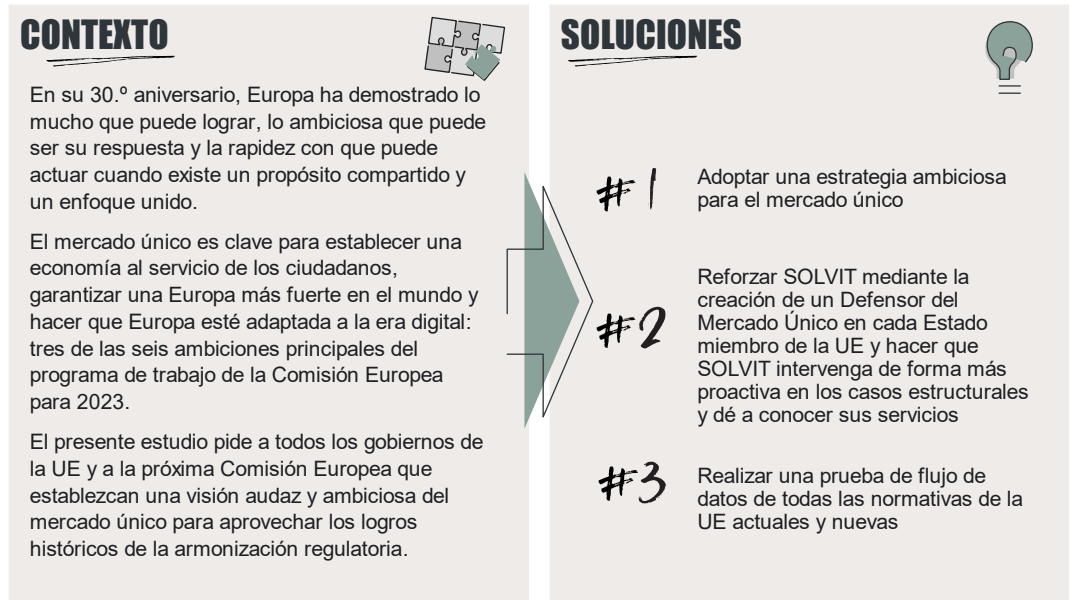 CONTEXTO
En su 30.º aniversario, Europa ha demostrado lo
mucho que puede lograr, lo ambiciosa que puede
ser su respuesta y la rapidez con que puede
actuar cuando existe un propósito compartido y
un enfoque unido.
El mercado único es clave para establecer una
economía al servicio de los ciudadanos,
garantizar una Europa más fuerte en el mundo y
hacer que Europa esté adaptada a la era digital:
tres de las seis ambiciones principales del
programa de trabajo de la Comisión Europea
para 2023.
El presente estudio pide a todos los gobiernos de
la UE y a la próxima Comisión Europea que
establezcan una visión audaz y ambiciosa del
mercado único para aprovechar los logros
históricos de la armonización regulatoria.
SOLUCIONES
#1
Adoptar una estrategia ambiciosa
para el mercado único
#2
Reforzar SOLVIT mediante la
creación de un Defensor del
Mercado Único en cada Estado
miembro de la UE y hacer que
SOLVIT intervenga de forma más
proactiva en los casos estructurales
y dé a conocer sus servicios
#3
Realizar una prueba de flujo de
datos de todas las normativas de la
UE actuales y nuevas